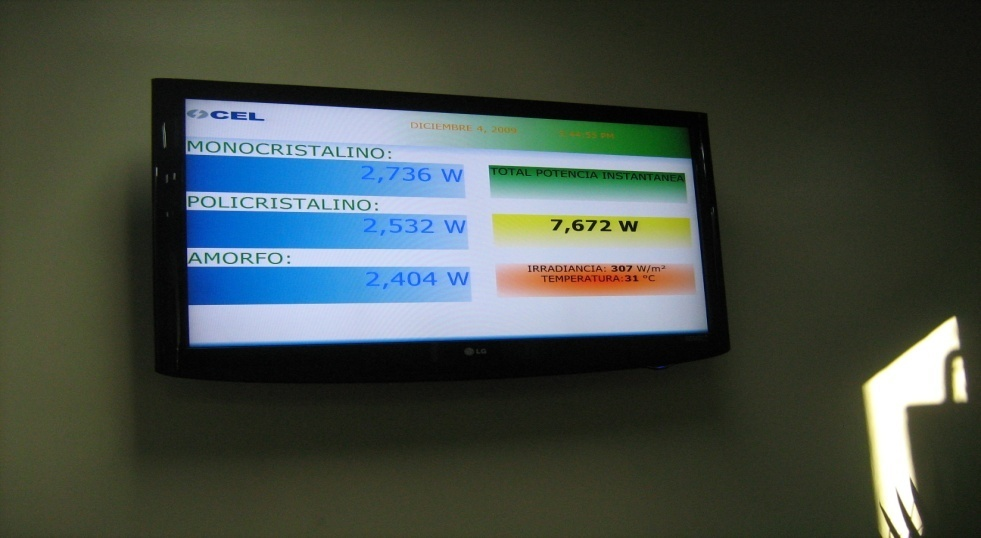 CEL
DICIEMBRE 4, 2009
MONOCRISTALINO:
2,736 W
TOTAL POTENCIA INSTANTANEA
POLICRISTALINO:
2,532 W
7,672 W
AMORFO:
2,404 W
IRRADIANCIA: 307 W/m²
TEMPERATURA:31 °C
LG